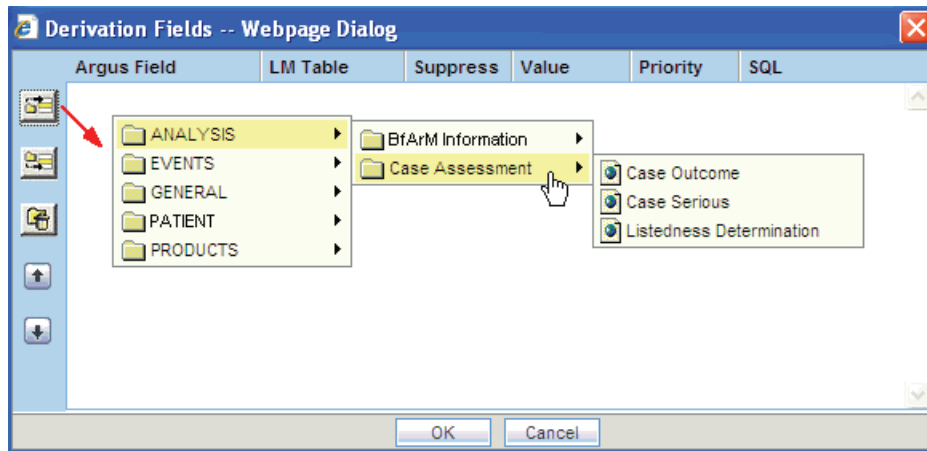 Derivation Fields -- Webpage Dialog
Argus Field LM Table Suppress Value Priority SQL
ANALYSIS
EVENTS
GENERAL
PATIENT
PRODUCTS
BfArM Information
Case Assessment
Case Outcome
Case Serious
Listedness Determination
OK Cancel